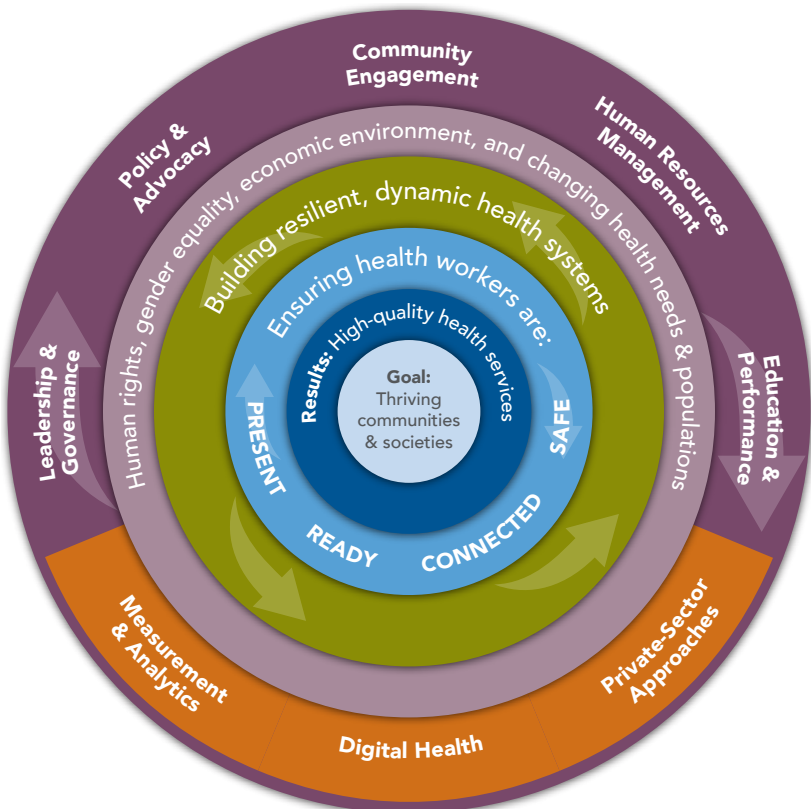 Community
Engagement
Human Resources
Management
Education &
Performance
Private-Sector
Approaches
Digital Health
Measurement
& Analytics
Leadership &
Governance
Policy &
Advocacy
Human rights, gender equality, economic environment, and changing health needs & populations
Building resilient, dynamic health systems
Ensuring health workers are:
PRESENT
READY
CONNECTED
SAFE
Results: High-quality health services
Goal:
Thriving
communities
& societies